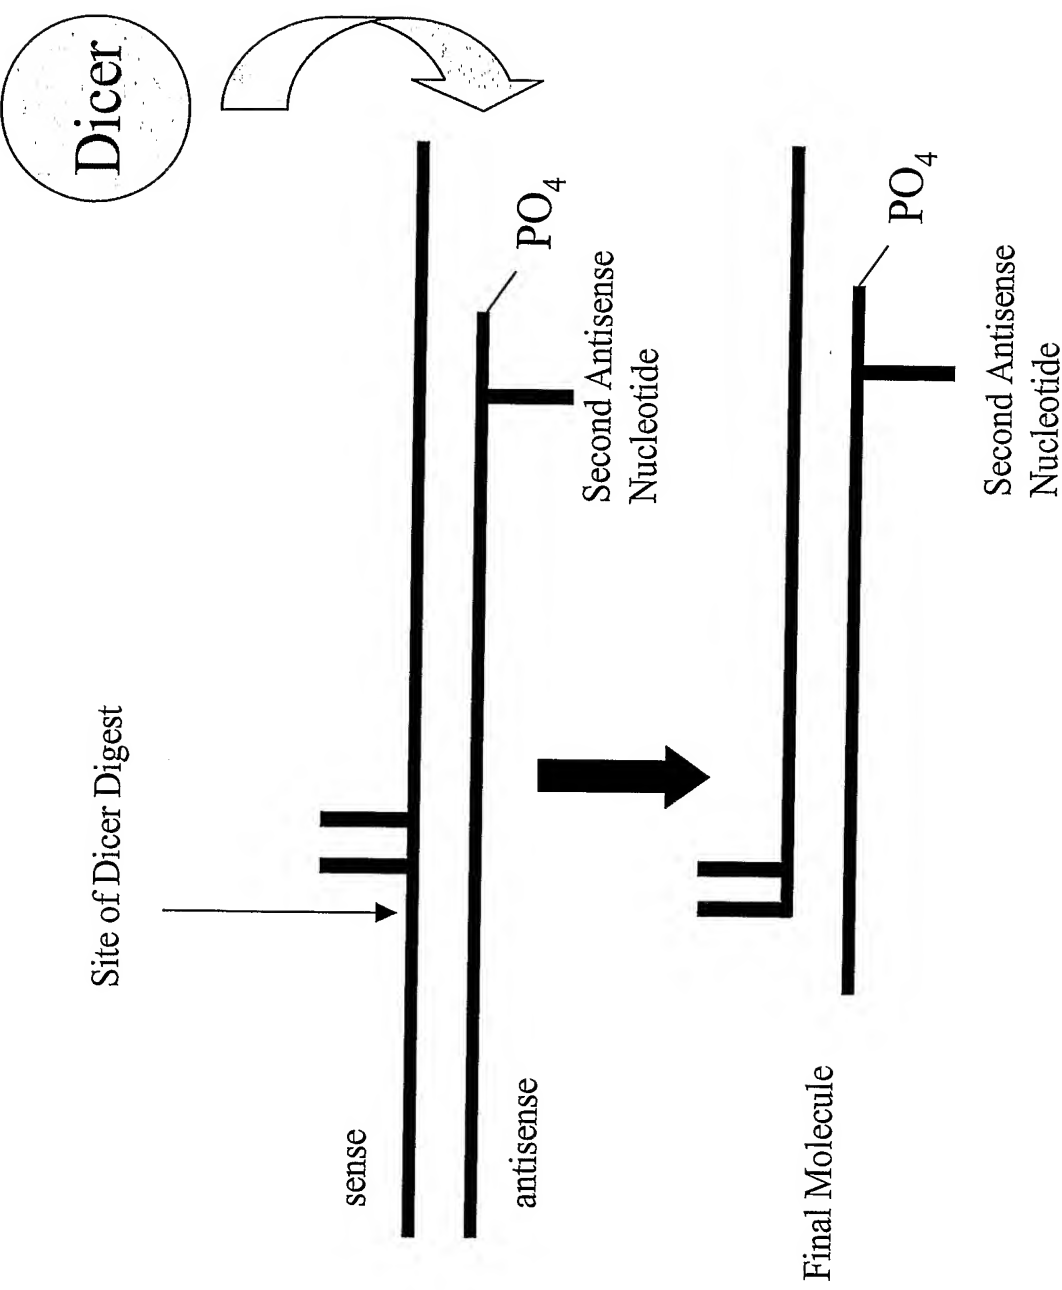 Site of Dicer Digest
Dicer
sense
antisense
PO₄
Second Antisense
Nucleotide
Final Molecule
PO₄
Second Antisense
Nucleotide